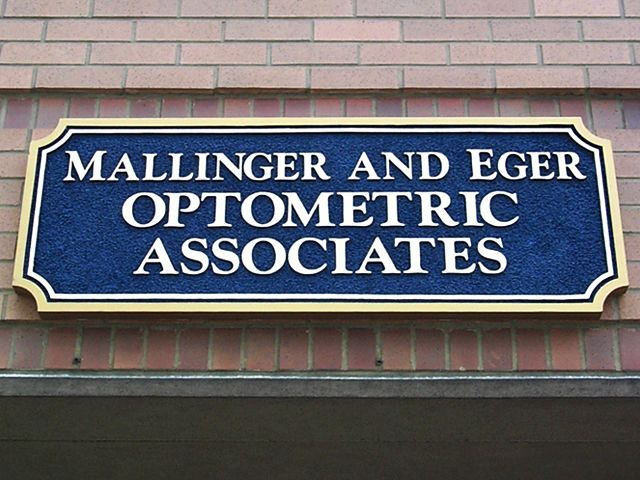 MALLINGER AND EGER
OPTOMETRIC
ASSOCIATES